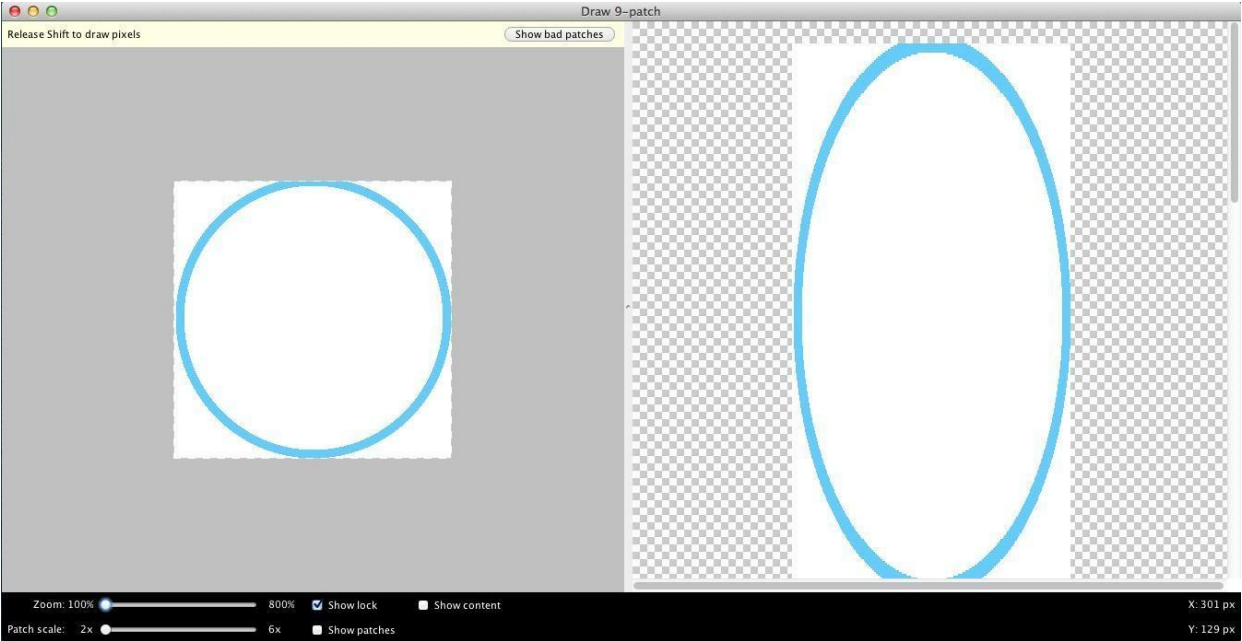 Draw 9-patch
Release Shift to draw pixels
Show bad patches
Zoom: 100% 800% Show lock Show content X: 301 px
Patch scale: 2x 6x Show patches Y: 129 px